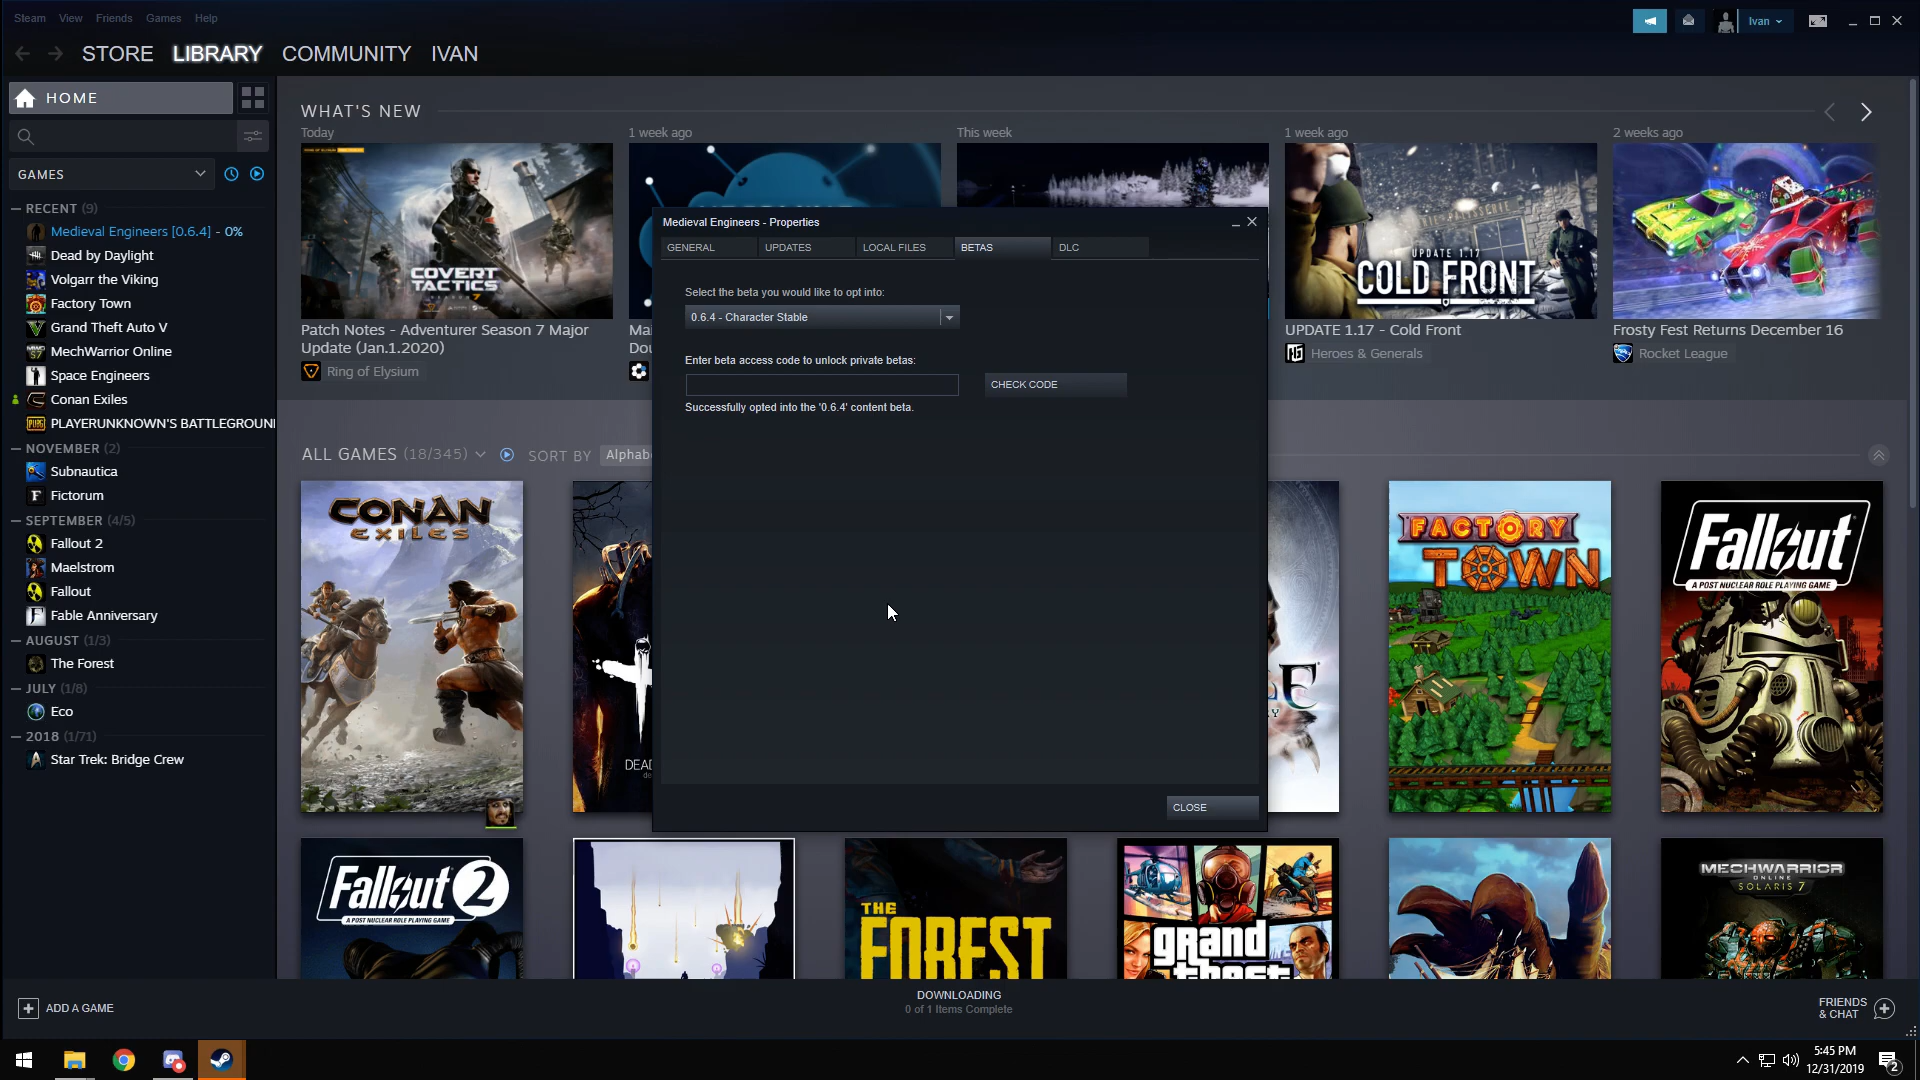 Steam View Friends Games Help
Ivan
STORE LIBRARY COMMUNITY IVAN
HOME
GAMES
RECENT (9)
Medieval Engineers [0.6.4] - 0%
Dead by Daylight
Volgarr the Viking
Factory Town
Grand Theft Auto V
MechWarrior Online
Space Engineers
Conan Exiles
PLAYERUNKNOWN'S BATTLEGROUN
NOVEMBER (2)
Subnautica
Fictorum
SEPTEMBER (4/5)
Fallout 2
Maelstrom
Fallout
Fable Anniversary
AUGUST (1/3)
The Forest
JULY (1/8)
Eco
2018 (1/71)
Star Trek: Bridge Crew
WHAT'S NEW
Today
1 week ago
This week
1 week ago
2 weeks ago
COVERT
TACTICS
SEASON 7
UPDATE 1.17
COLD FRONT
Patch Notes - Adventurer Season 7 Major
Update (Jan.1.2020)
Ring of Elysium
UPDATE 1.17 - Cold Front
Heroes & Generals
Frosty Fest Returns December 16
Rocket League
Medieval Engineers - Properties
GENERAL UPDATES LOCAL FILES BETAS DLC
Select the beta you would like to opt into:
0.6.4 - Character Stable
Enter beta access code to unlock private betas:
CHECK CODE
Successfully opted into the '0.6.4' content beta.
CLOSE
ALL GAMES (18/345)
SORT BY
Alphab
CONAN
EXILES
DEAD
FACTORY
TOWN
Fallout
A POST NUCLEAR ROLE PLAYING GAME
Fallout 2
A POST NUCLEAR ROLE PLAYING GAME
THE
FOREST
grand
theft
MECHWARRIOR
ONLINE
SOLARIS 7
ADD A GAME
DOWNLOADING
0 of 1 Items Complete
FRIENDS
& CHAT
5:45 PM
12/31/2019
2